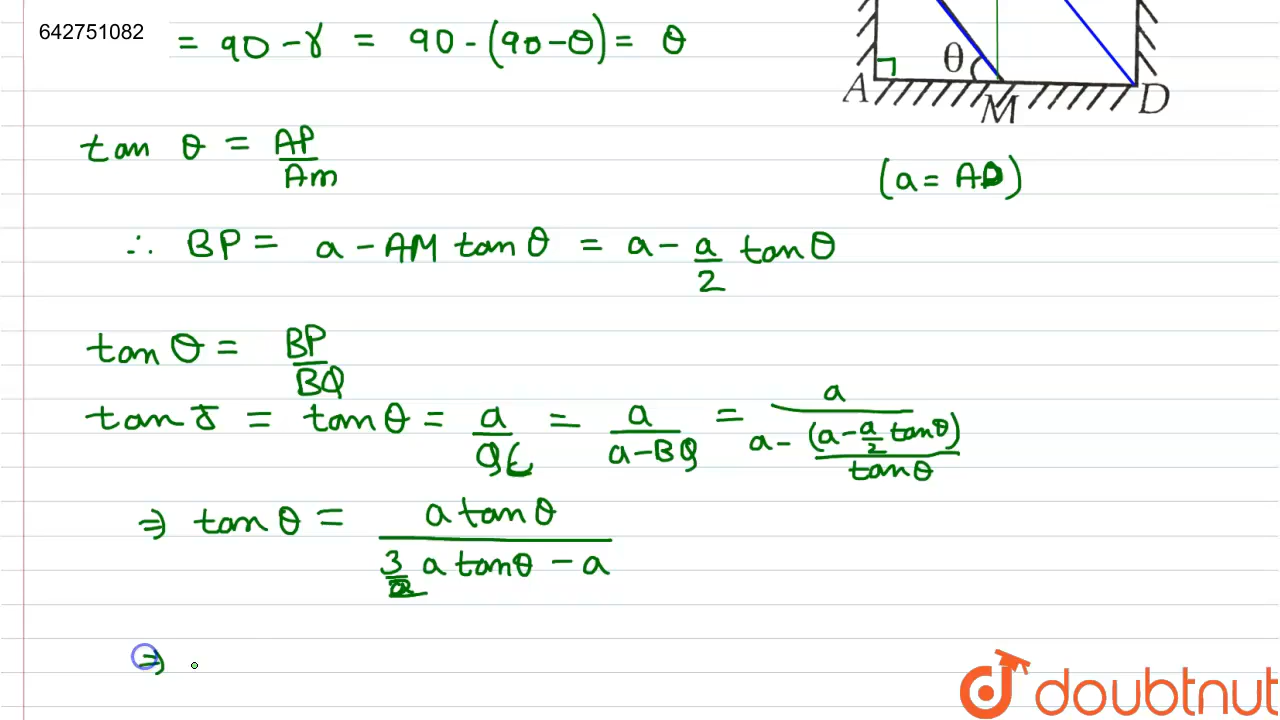 642751082
= 90 - γ = 90 - (90 - θ) = θ
θ
A M D
tan θ = AP/Am
(a = AD)
∴ BP = a - AM tan θ = a - a/2 tan θ
tan θ = BP/BQ
tan γ = tan θ = a/QC = a/(a - BQ) = a/(a - (a - a/2 tan θ)/tan θ)
⇒ tan θ = a tan θ/(3/2 a tan θ - a)
⇒
doubtnut